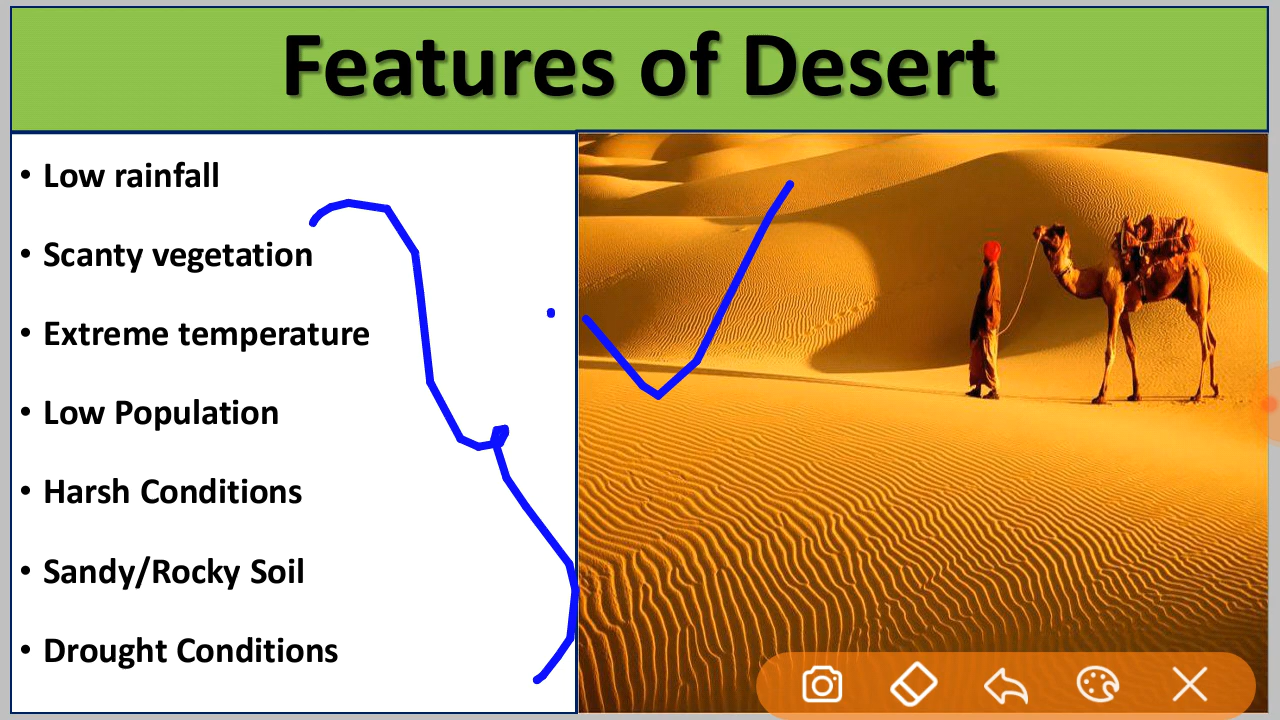 Features of Desert
• Low rainfall
• Scanty vegetation
• Extreme temperature
• Low Population
• Harsh Conditions
• Sandy/Rocky Soil
• Drought Conditions